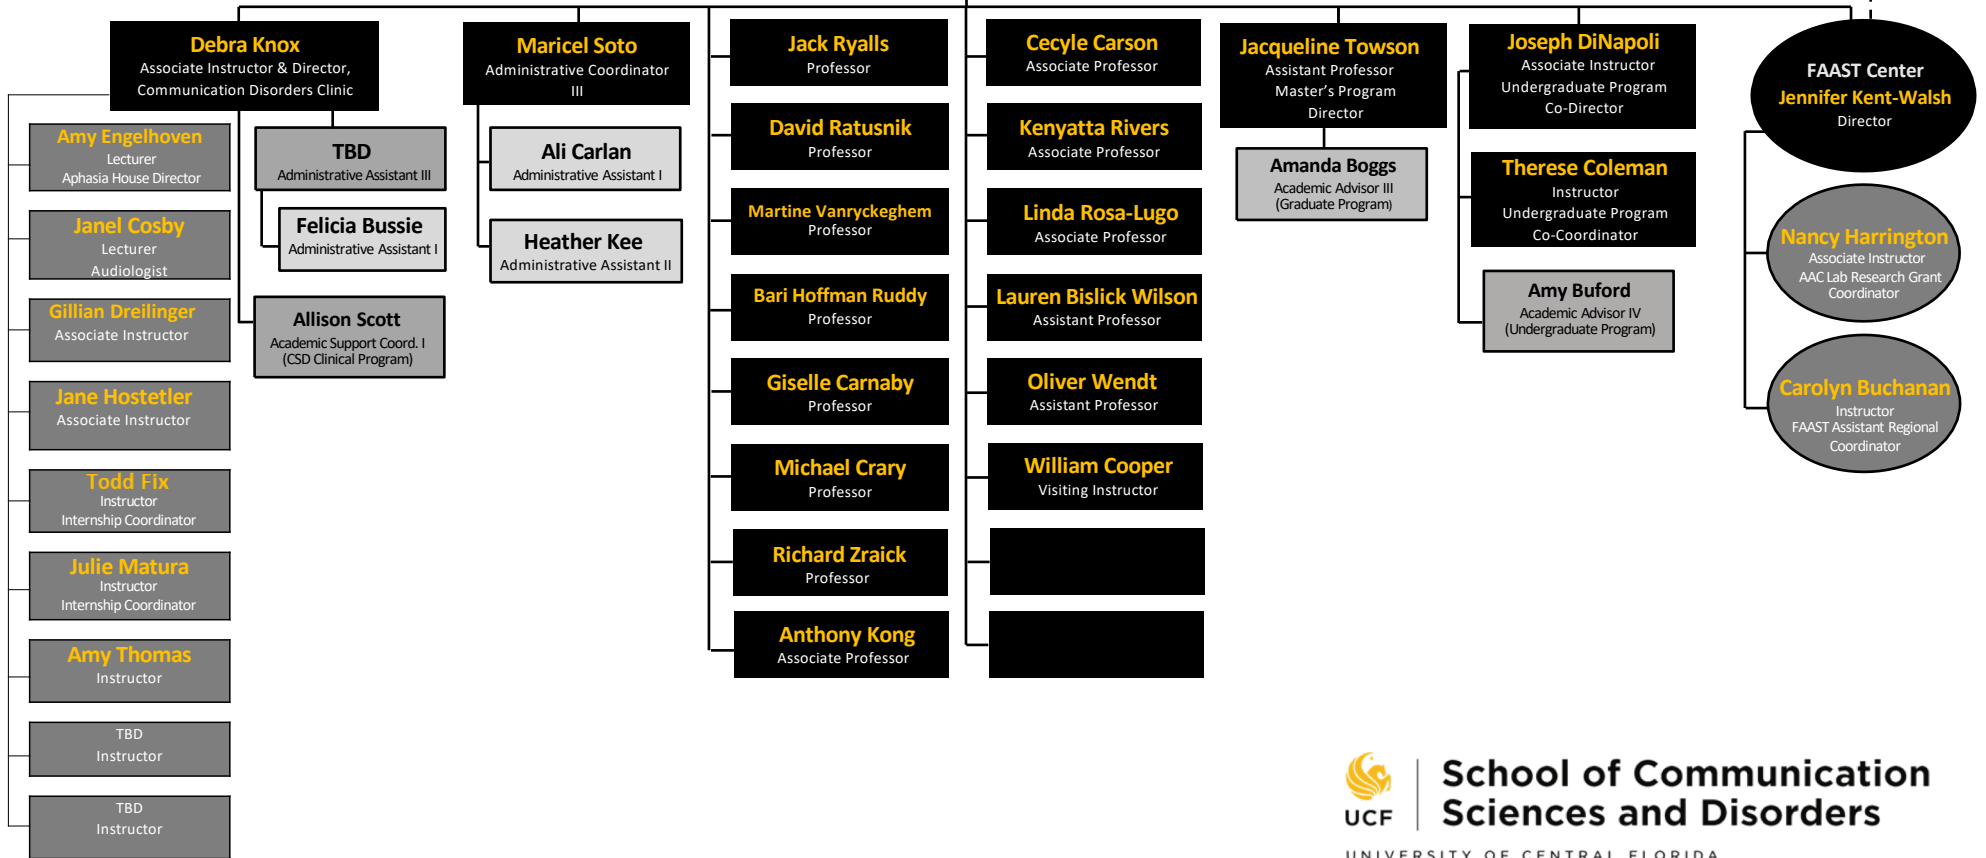 Debra Knox
Associate Instructor & Director,
Communication Disorders Clinic
Amy Engelhoven
Lecturer
Aphasia House Director
Janel Cosby
Lecturer
Audiologist
Gillian Dreilinger
Associate Instructor
Jane Hostetler
Associate Instructor
Todd Fix
Instructor
Internship Coordinator
Julie Matura
Instructor
Internship Coordinator
Amy Thomas
Instructor
TBD
Instructor
TBD
Instructor
TBD
Administrative Assistant III
Felicia Bussie
Administrative Assistant I
Allison Scott
Academic Support Coord. I
(CSD Clinical Program)
Maricel Soto
Administrative Coordinator
III
Ali Carlan
Administrative Assistant I
Heather Kee
Administrative Assistant II
Jack Ryalls
Professor
David Ratusnik
Professor
Martine Vanryckeghem
Professor
Bari Hoffman Ruddy
Professor
Giselle Carnaby
Professor
Michael Crary
Professor
Richard Zraick
Professor
Anthony Kong
Associate Professor
Cecyle Carson
Associate Professor
Kenyatta Rivers
Associate Professor
Linda Rosa-Lugo
Associate Professor
Lauren Bislick Wilson
Assistant Professor
Oliver Wendt
Assistant Professor
William Cooper
Visiting Instructor
Jacqueline Towson
Assistant Professor
Master's Program
Director
Amanda Boggs
Academic Advisor III
(Graduate Program)
Joseph DiNapoli
Associate Instructor
Undergraduate Program
Co-Director
Therese Coleman
Instructor
Undergraduate Program
Co-Coordinator
Amy Buford
Academic Advisor IV
(Undergraduate Program)
FAAST Center
Jennifer Kent-Walsh
Director
Nancy Harrington
Associate Instructor
AAC Lab Research Grant
Coordinator
Carolyn Buchanan
Instructor
FAAST Assistant Regional
Coordinator
UCF
School of Communication
Sciences and Disorders
UNIVERSITY OF CENTRAL FLORIDA